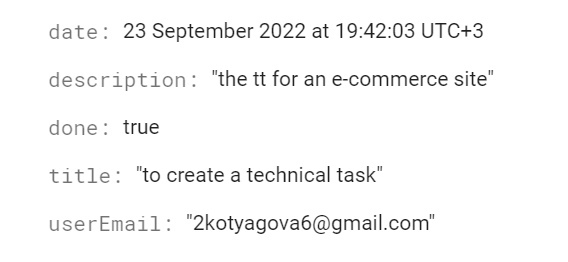 date: 23 September 2022 at 19:42:03 UTC+3
description: "the tt for an e-commerce site"
done: true
title: "to create a technical task"
userEmail: "2kotyagova6@gmail.com"